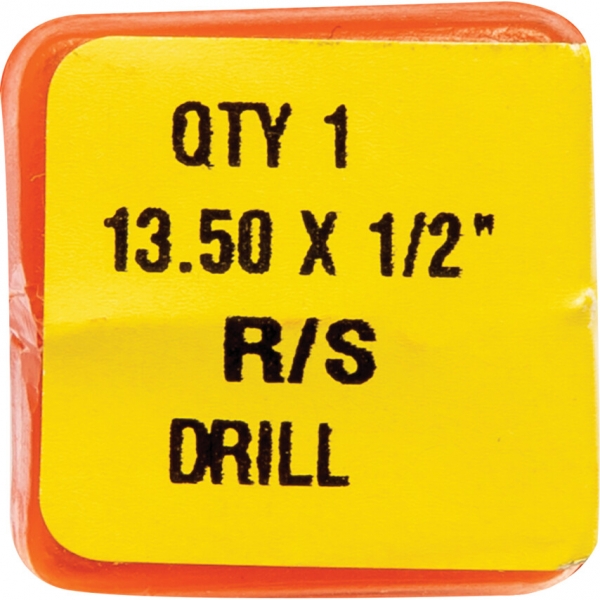 QTY 1
13.50 X 1/2"
R/S
DRILL